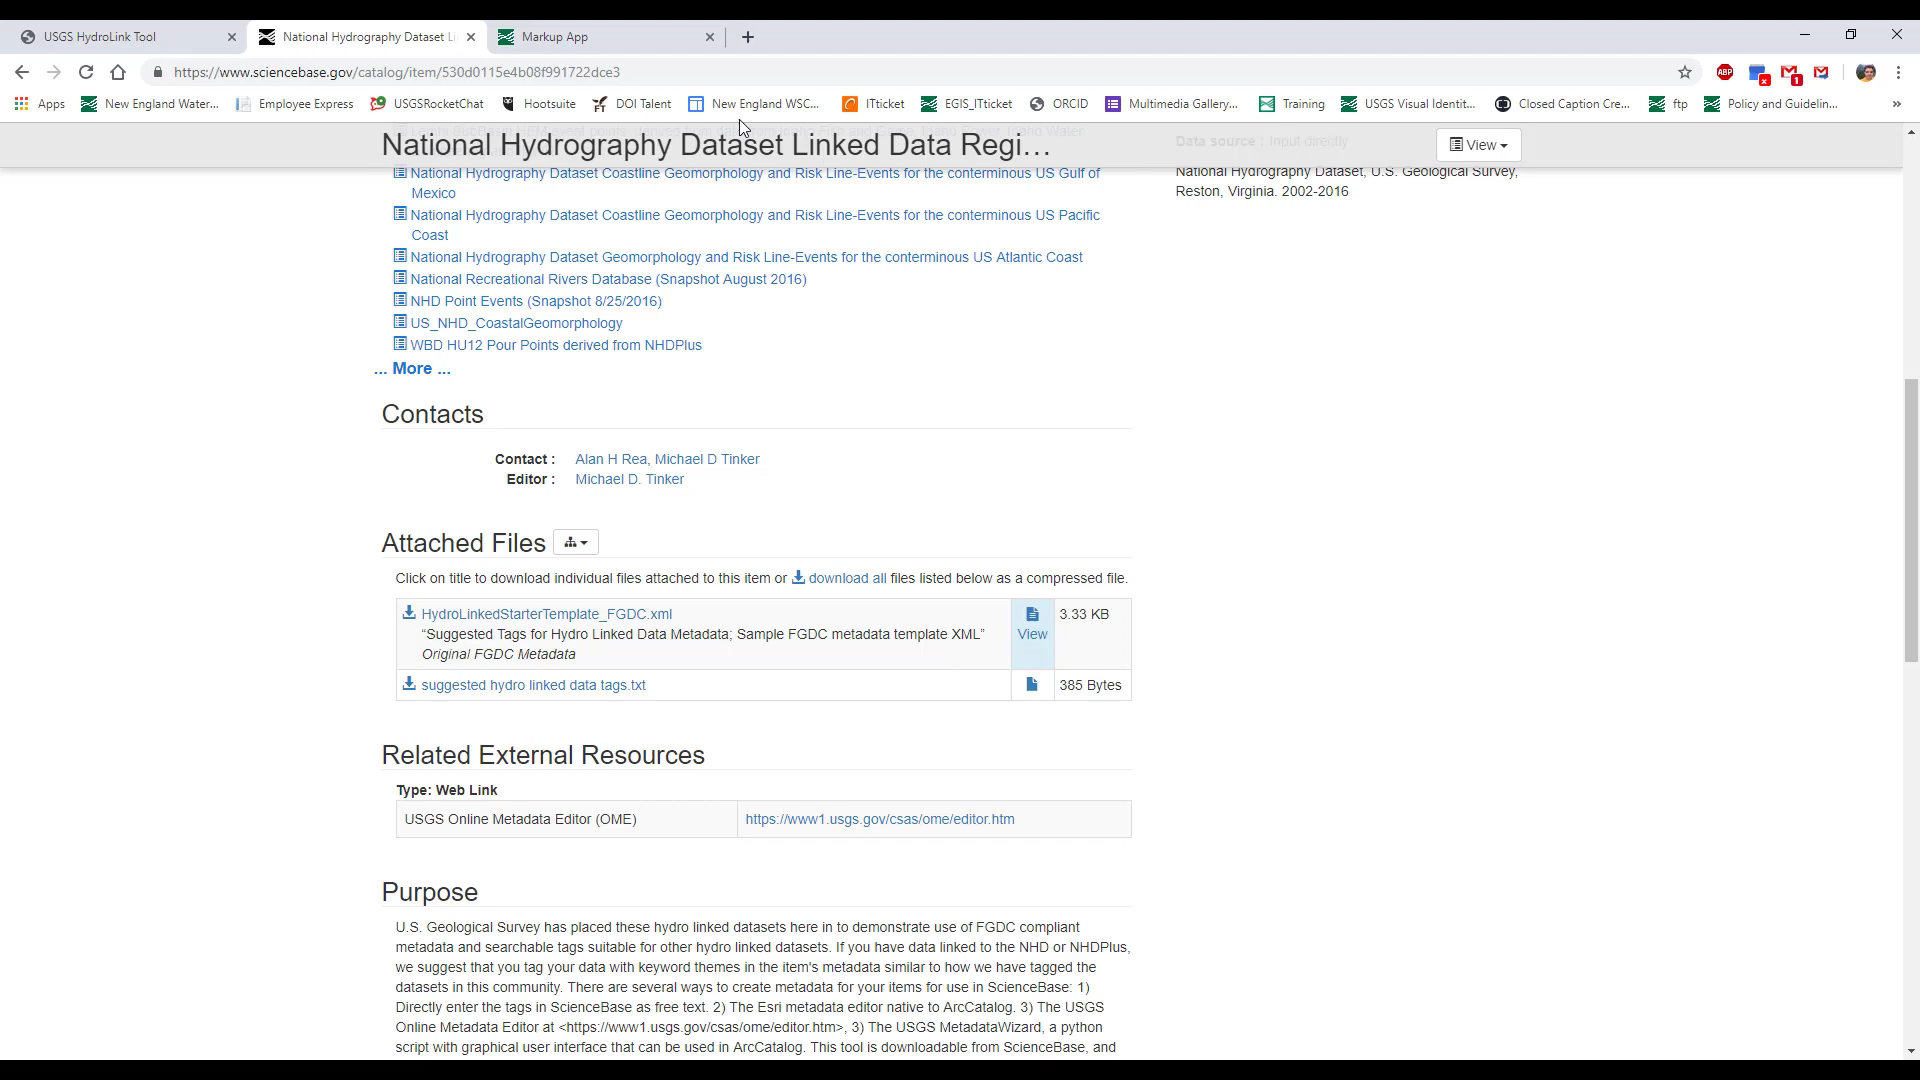 USGS HydroLink Tool
National Hydrography Dataset Li
Markup App
https://www.sciencebase.gov/catalog/item/530d0115e4b08f991722dce3
ABP
1
Apps
New England Water...
Employee Express
USGSRocketChat
Hootsuite
DOI Talent
New England WSC...
ITticket
EGIS_ITticket
ORCID
Multimedia Gallery...
Training
USGS Visual Identit...
Closed Caption Cre...
ftp
Policy and Guidelin...
»
National Hydrography Dataset Linked Data Regi...
Data source : Input directly
View
National Hydrography Dataset Coastline Geomorphology and Risk Line-Events for the conterminous US Gulf of
Mexico
National Hydrography Dataset, U.S. Geological Survey,
Reston, Virginia. 2002-2016
National Hydrography Dataset Coastline Geomorphology and Risk Line-Events for the conterminous US Pacific
Coast
National Hydrography Dataset Geomorphology and Risk Line-Events for the conterminous US Atlantic Coast
National Recreational Rivers Database (Snapshot August 2016)
NHD Point Events (Snapshot 8/25/2016)
US_NHD_CoastalGeomorphology
WBD HU12 Pour Points derived from NHDPlus
... More ...
Contacts
Contact : Alan H Rea, Michael D Tinker
Editor : Michael D. Tinker
Attached Files
Click on title to download individual files attached to this item or download all files listed below as a compressed file.
HydroLinkedStarterTemplate_FGDC.xml
“Suggested Tags for Hydro Linked Data Metadata; Sample FGDC metadata template XML”
Original FGDC Metadata
View
3.33 KB
suggested hydro linked data tags.txt
385 Bytes
Related External Resources
Type: Web Link
USGS Online Metadata Editor (OME)
https://www1.usgs.gov/csas/ome/editor.htm
Purpose
U.S. Geological Survey has placed these hydro linked datasets here in to demonstrate use of FGDC compliant
metadata and searchable tags suitable for other hydro linked datasets. If you have data linked to the NHD or NHDPlus,
we suggest that you tag your data with keyword themes in the item's metadata similar to how we have tagged the
datasets in this community. There are several ways to create metadata for your items for use in ScienceBase: 1)
Directly enter the tags in ScienceBase as free text. 2) The Esri metadata editor native to ArcCatalog. 3) The USGS
Online Metadata Editor at <https://www1.usgs.gov/csas/ome/editor.htm>, 3) The USGS MetadataWizard, a python
script with graphical user interface that can be used in ArcCatalog. This tool is downloadable from ScienceBase, and